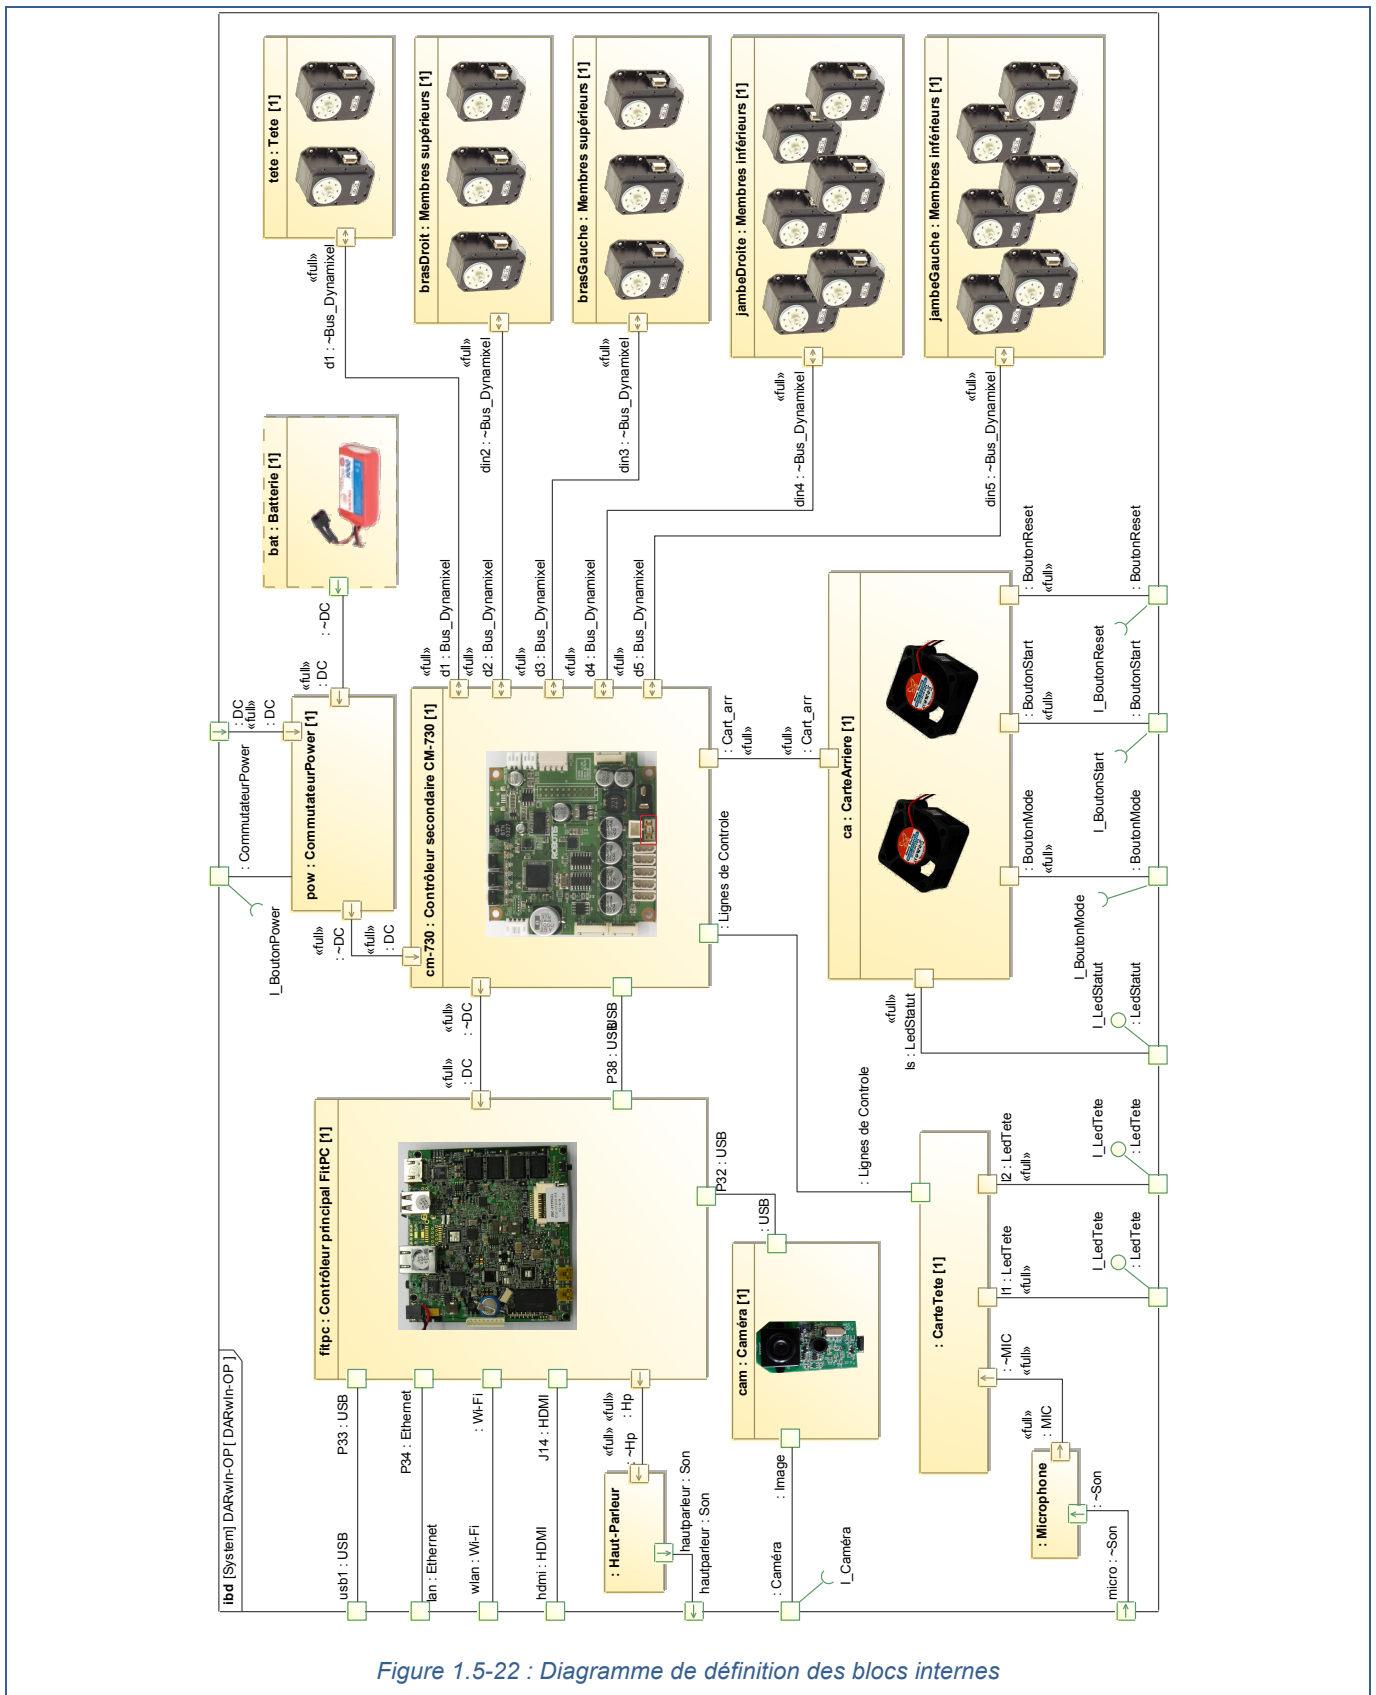 ibd [System] DARwIn-OP [ DARwIn-OP ]
usb1 : USB
lan : Ethernet
wlan : Wi-Fi
hdmi : HDMI
P33 : USB
P34 : Ethernet
: Wi-Fi
J14 : HDMI
fitpc : Contrôleur principal FitPC [1]
«full»
: Hp
«full»
: ~Hp
: Haut-Parleur
hautparleur : Son
hautparleur : Son
: Caméra
I_Caméra
: Image
cam : Caméra [1]
: USB
P32 : USB
micro : ~Son
: ~Son
: Microphone
«full»
: MIC
: ~MIC
«full»
: CarteTete [1]
l1 : LedTete
«full»
l2 : LedTete
«full»
I_LedTete
: LedTete
I_LedTete
: LedTete
: Lignes de Controle
«full»
: DC
«full»
: ~DC
P38 : USB
USB
cm-730 : Contrôleur secondaire CM-730 [1]
ROBOTIS
: Lignes de Controle
: Cart_arr
«full»
«full»
: Cart_arr
ca : CarteArriere [1]
«full»
ls : LedStatut
I_LedStatut
: LedStatut
: BoutonMode
«full»
I_BoutonMode
: BoutonMode
: BoutonStart
«full»
I_BoutonStart
: BoutonStart
: BoutonReset
«full»
I_BoutonReset
: BoutonReset
«full»
: ~DC
«full»
: DC
pow : CommutateurPower [1]
I_BoutonPower
: CommutateurPower
: DC
«full»
: DC
«full»
: DC
: ~DC
bat : Batterie [1]
«full»
d1 : Bus_Dynamixel
«full»
d2 : Bus_Dynamixel
«full»
d3 : Bus_Dynamixel
«full»
d4 : Bus_Dynamixel
«full»
d5 : Bus_Dynamixel
«full»
d1 : ~Bus_Dynamixel
tete : Tete [1]
«full»
din2 : ~Bus_Dynamixel
brasDroit : Membres supérieurs [1]
«full»
din3 : ~Bus_Dynamixel
brasGauche : Membres supérieurs [1]
«full»
din4 : ~Bus_Dynamixel
jambeDroite : Membres inférieurs [1]
«full»
din5 : ~Bus_Dynamixel
jambeGauche : Membres inférieurs [1]
Figure 1.5-22 : Diagramme de définition des blocs internes